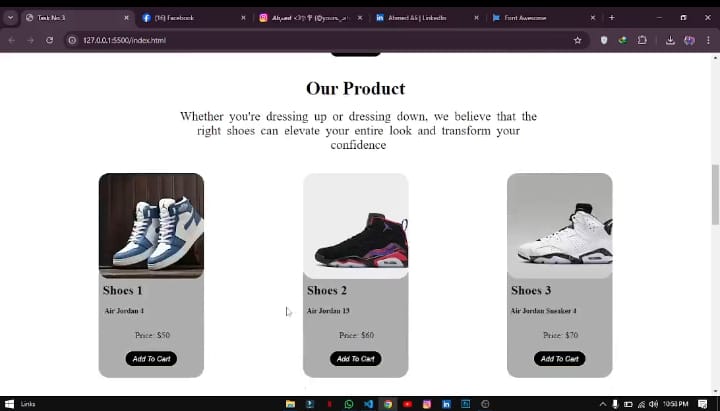 Task No 3
(16) Facebook
Ahmed Ali | LinkedIn
Font Awesome
127.0.0.1:5500/index.html
Our Product
Whether you're dressing up or dressing down, we believe that the
right shoes can elevate your entire look and transform your
confidence
Shoes 1
Shoes 2
Shoes 3
Air Jordan 4
Air Jordan 13
Air Jordan Sneaker 4
Price: $50
Price: $60
Price: $70
Add To Cart
Add To Cart
Add To Cart
Links
10:53 PM